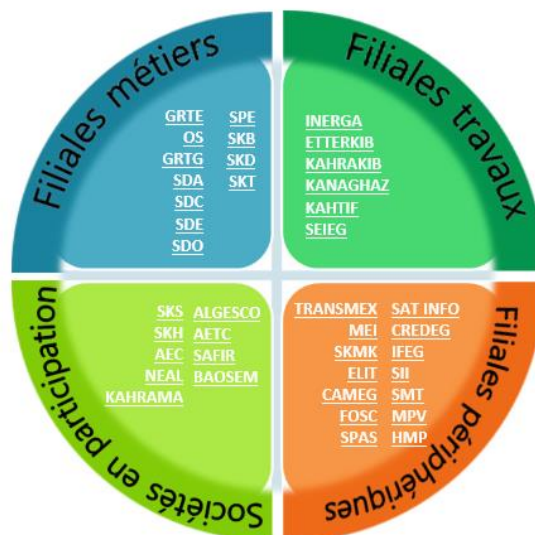 Filiales métiers
GRTE SPE
OS SKB
GRTG SKD
SDA SKT
SDC
SDE
SDO
Filiales travaux
INERGA
ETTERKIB
KAHRAKIB
KANAGHAZ
KAHTIF
SEIEG
Sociétés en participation
SKS ALGESCO
SKH AETC
AEC SAFIR
NEAL BAOSEM
KAHRAMA
Filiales périphériques
TRANSMEX SAT INFO
MEI CREDEG
SKMK IFEG
ELIT SII
CAMEG SMT
FOSC MPV
SPAS HMP